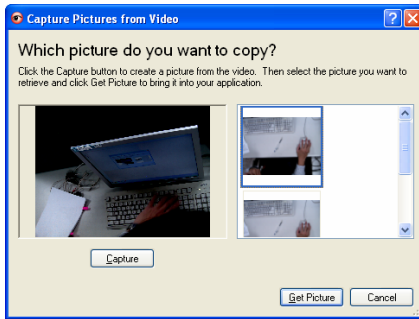 Capture Pictures from Video
Which picture do you want to copy?
Click the Capture button to create a picture from the video. Then select the picture you want to
retrieve and click Get Picture to bring it into your application.
Capture
Get Picture
Cancel